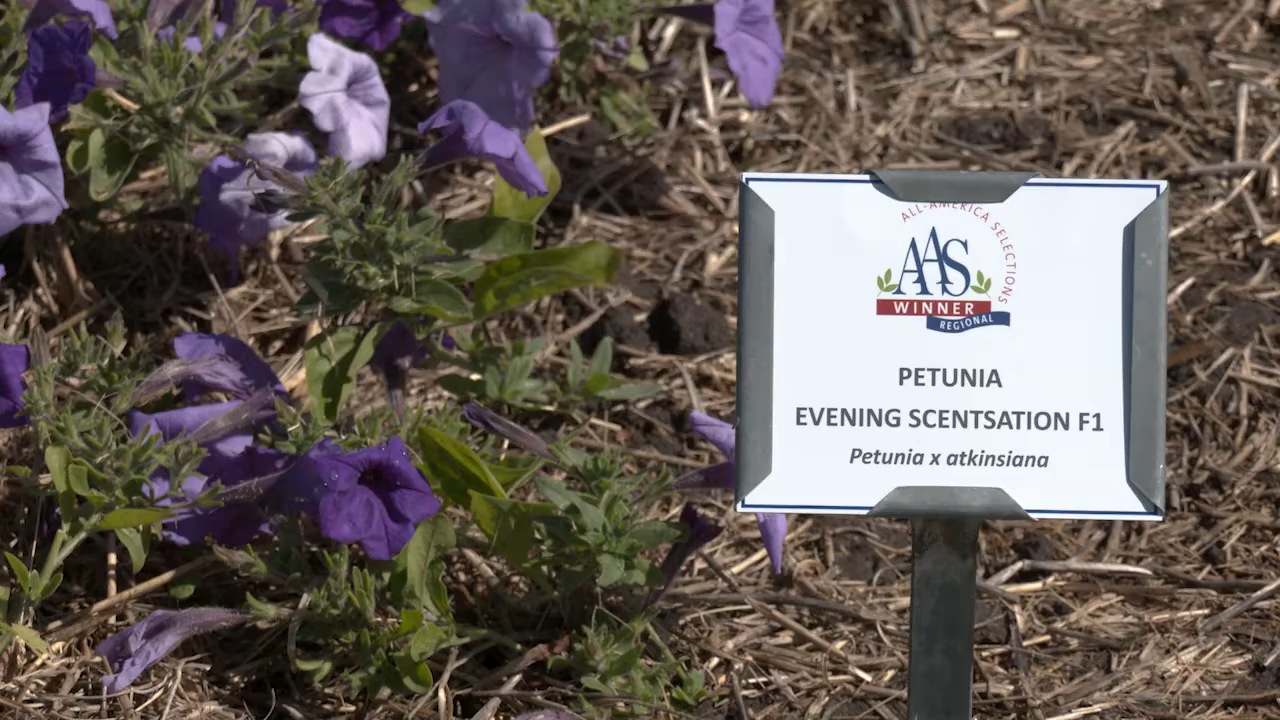 ALL-AMERICA SELECTIONS
AAS
WINNER
REGIONAL
PETUNIA
EVENING SCENTSATION F1
Petunia x atkinsiana